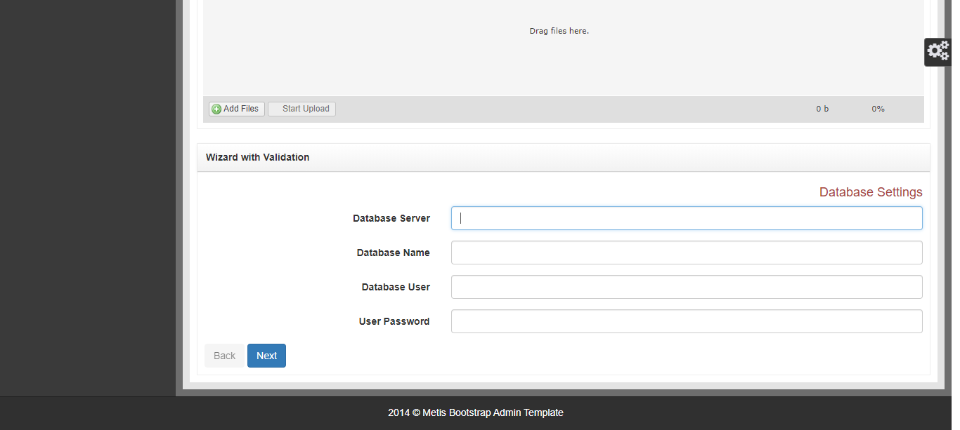 Drag files here.
Add Files Start Upload 0 b 0%
Wizard with Validation
Database Settings
Database Server
Database Name
Database User
User Password
Back Next
2014 © Metis Bootstrap Admin Template